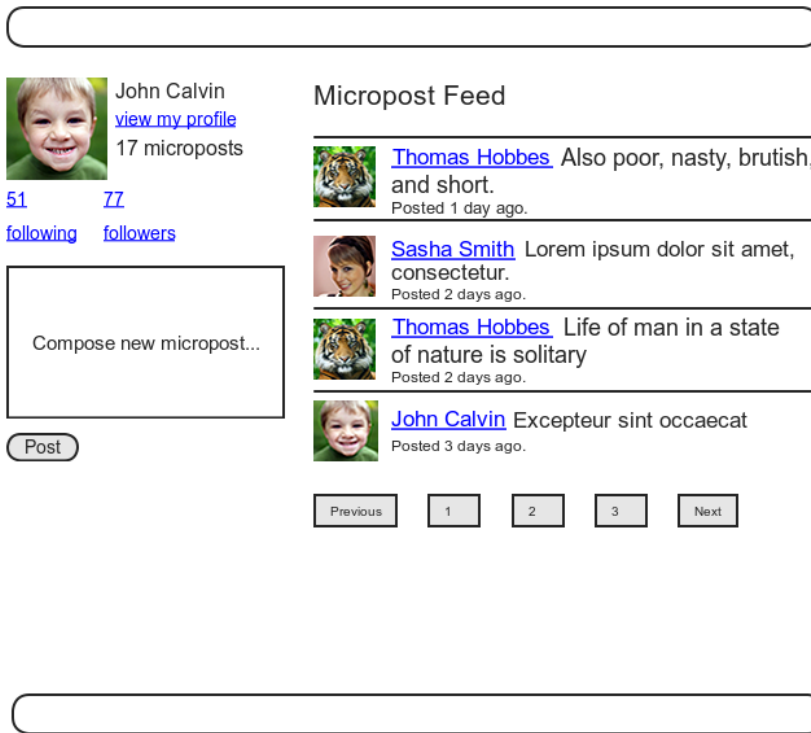 John Calvin
view my profile
17 microposts
51 77
following followers
Compose new micropost...
Post
Micropost Feed
Thomas Hobbes Also poor, nasty, brutish,
and short.
Posted 1 day ago.
Sasha Smith Lorem ipsum dolor sit amet,
consectetur.
Posted 2 days ago.
Thomas Hobbes Life of man in a state
of nature is solitary
Posted 2 days ago.
John Calvin Excepteur sint occaecat
Posted 3 days ago.
Previous 1 2 3 Next